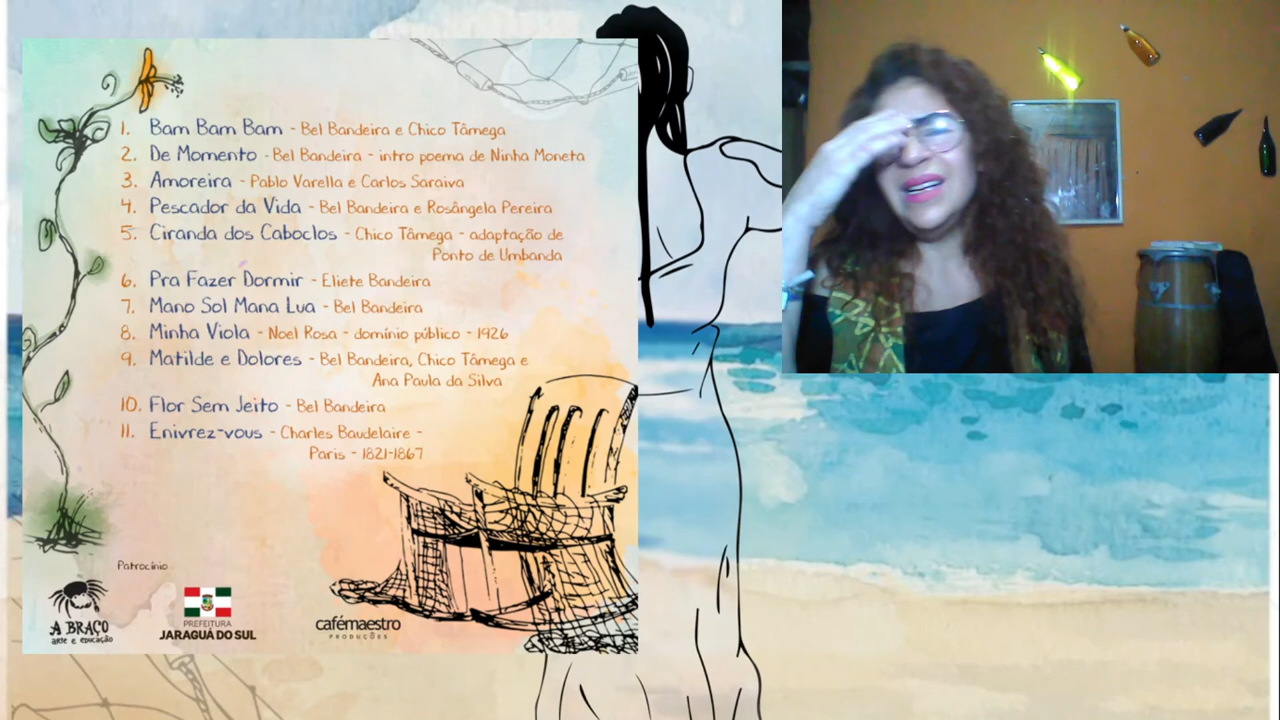 1. Bam Bam Bam - Bel Bandeira e Chico Tâmega
2. De Momento - Bel Bandeira - intro poema de Ninha Moneta
3. Amoreira - Pablo Varella e Carlos Saraiva
4. Pescador da Vida - Bel Bandeira e Rosângela Pereira
5. Ciranda dos Caboclos - Chico Tâmega - adaptação de
Ponto de Umbanda
6. Pra Fazer Dormir - Eliete Bandeira
7. Mano Sol Mana Lua - Bel Bandeira
8. Minha Viola - Noel Rosa - domínio público - 1926
9. Matilde e Dolores - Bel Bandeira, Chico Tâmega e
Ana Paula da Silva
10. Flor Sem Jeito - Bel Bandeira
11. Enivrez-vous - Charles Baudelaire -
Paris - 1821-1867
Patrocínio
A BRAÇO
arte e educação
PREFEITURA
JARAGUÁ DO SUL
cafémaestro
PRODUÇÕES